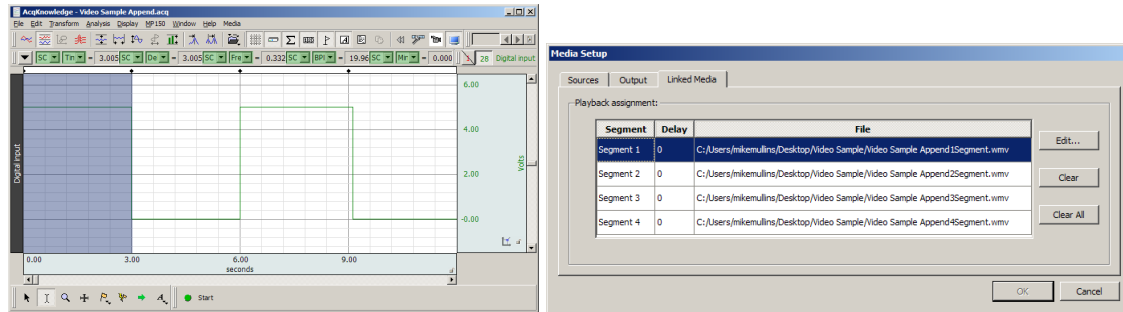 AcqKnowledge - Video Sample Append.acq
File Edit Transform Analysis Display MP150 Window Help Media
SC Tim = 3.005 SC De = 3.005 SC Fre = 0.332 SC BPI = 19.96 SC Mir = 0.000 28 Digital input
6.00
4.00
2.00
-0.00
Digital input
Volts
0.00 3.00 6.00 9.00
seconds
Start
Media Setup
Sources Output Linked Media
Playback assignment:
Segment Delay File
Segment 1 0 C:/Users/mikemullins/Desktop/Video Sample/Video Sample Append1Segment.wmv
Segment 2 0 C:/Users/mikemullins/Desktop/Video Sample/Video Sample Append2Segment.wmv
Segment 3 0 C:/Users/mikemullins/Desktop/Video Sample/Video Sample Append3Segment.wmv
Segment 4 0 C:/Users/mikemullins/Desktop/Video Sample/Video Sample Append4Segment.wmv
Edit...
Clear
Clear All
OK Cancel